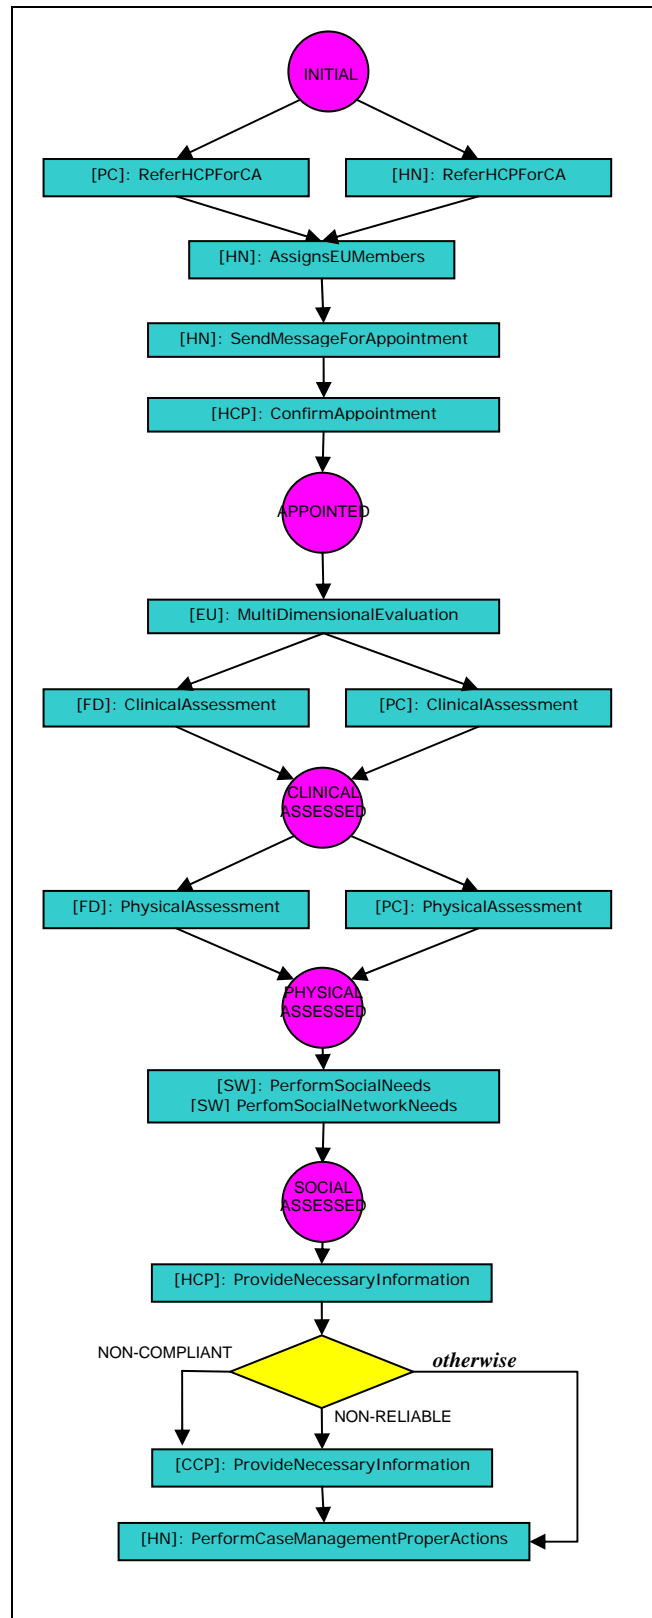 INITIAL
[PC]: ReferHCPForCA
[HN]: ReferHCPForCA
[HN]: AssignsEUMembers
[HN]: SendMessageForAppointment
[HCP]: ConfirmAppointment
APPOINTED
[EU]: MultiDimensionalEvaluation
[FD]: ClinicalAssessment
[PC]: ClinicalAssessment
CLINICAL
ASSESSED
[FD]: PhysicalAssessment
[PC]: PhysicalAssessment
PHYSICAL
ASSESSED
[SW]: PerformSocialNeeds
[SW] PerfomSocialNetworkNeeds
SOCIAL
ASSESSED
[HCP]: ProvideNecessaryInformation
NON-COMPLIANT
otherwise
NON-RELIABLE
[CCP]: ProvideNecessaryInformation
[HN]: PerformCaseManagementProperActions